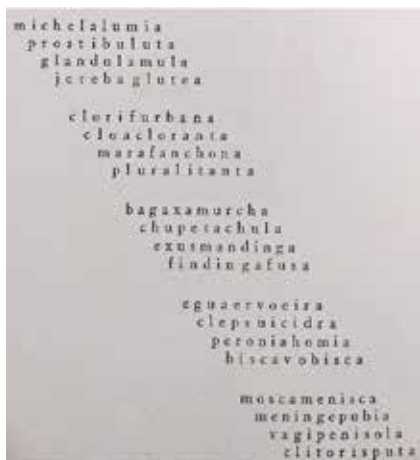 michelalumia
prostibuluta
glandulamula
jerebaglutea
clorifurbana
cloacloranta
marafanchona
pluralitanta
bagaxamurcha
chupetachula
exusmandinga
findingafusa
eguaervoeira
clepsuicidra
peroniahomia
biscavobisca
moscamenisca
meningepubia
vagipenisola
clitorisputa